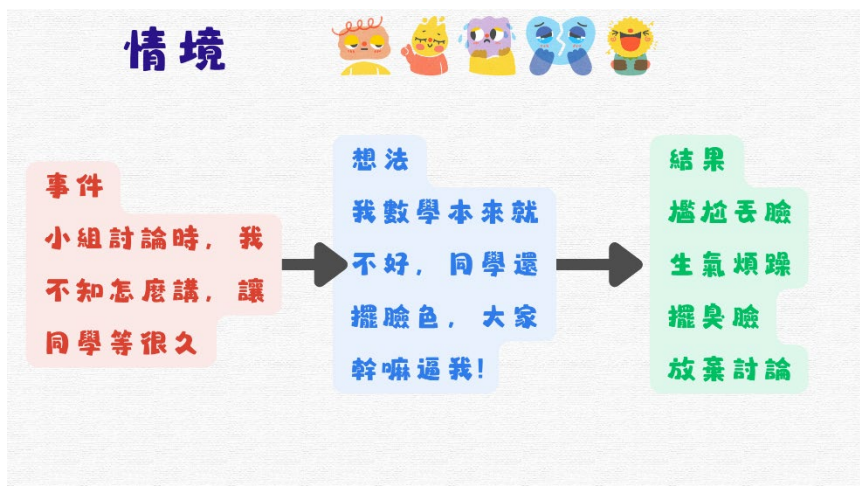 情境
事件
小組討論時，我
不知怎麼講，讓
同學等很久
想法
我數學本來就
不好，同學還
擺臉色，大家
幹嘛逼我!
結果
尷尬丟臉
生氣煩躁
擺臭臉
放棄討論